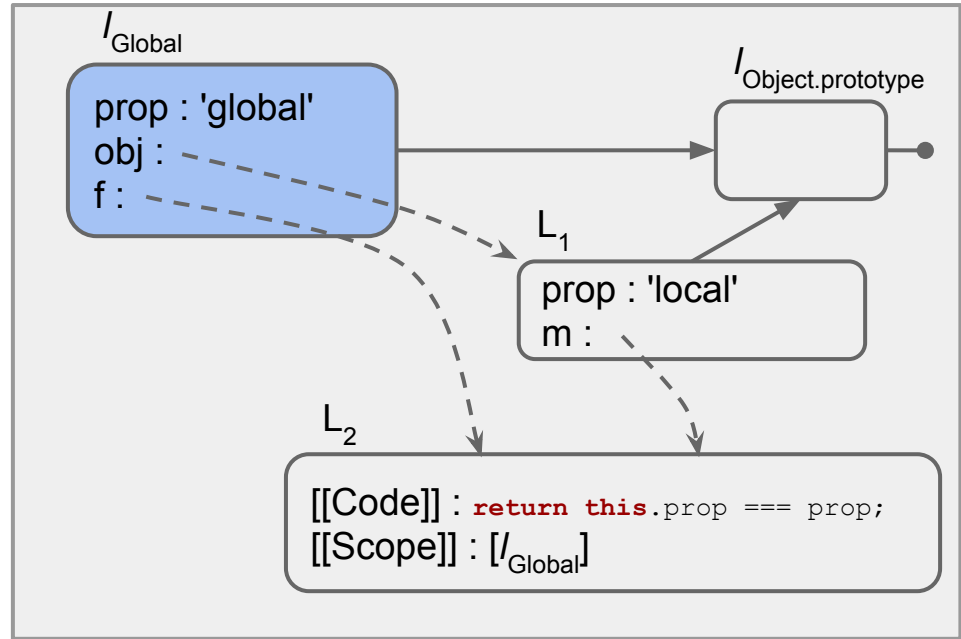 lGlobal
prop : 'global'
obj :
f :
lObject.prototype
L1
prop : 'local'
m :
L2
[[Code]] : return this.prop === prop;
[[Scope]] : [lGlobal]